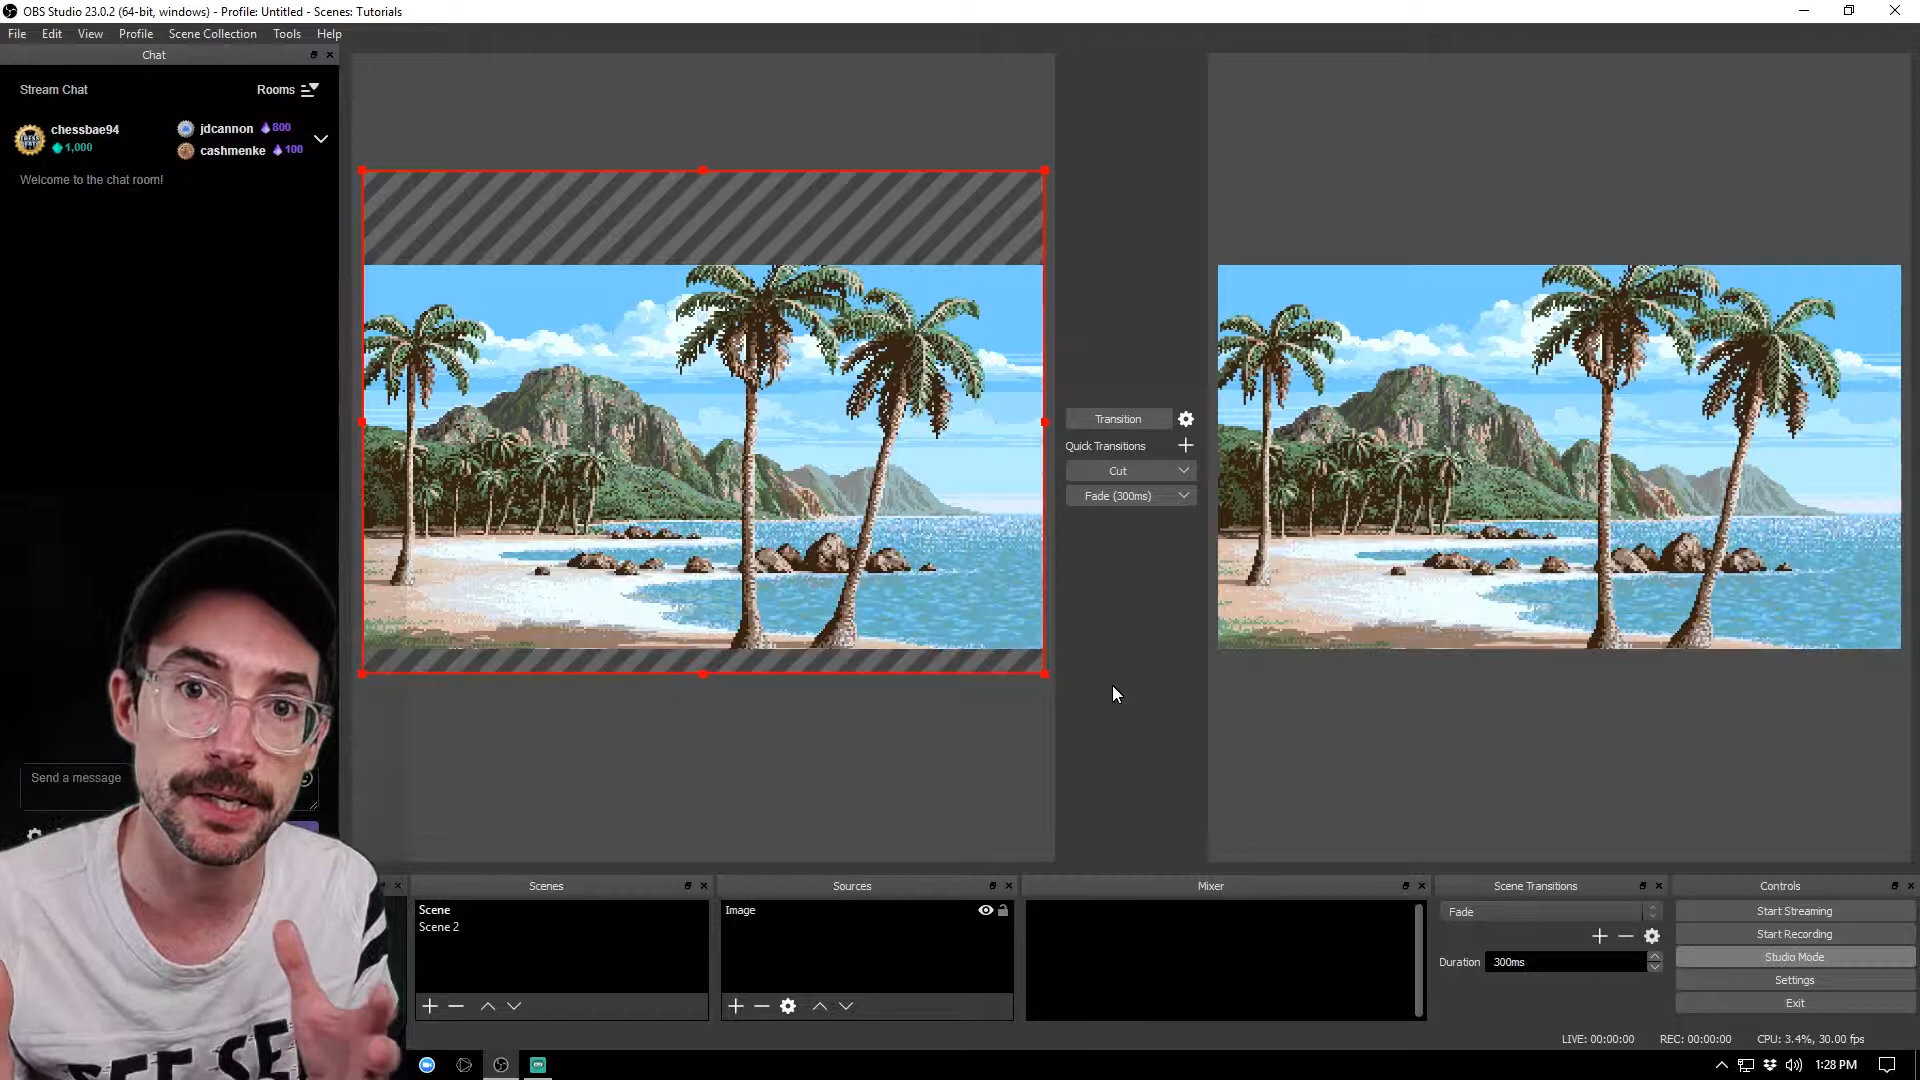 OBS Studio 23.0.2 (64-bit, windows) - Profile: Untitled - Scenes: Tutorials
File Edit View Profile Scene Collection Tools Help
Chat
Stream Chat
Rooms
chessbae94
1,000
jdcannon 800
cashmenke 100
Welcome to the chat room!
Transition
Quick Transitions
Cut
Fade (300ms)
Send a message
Scenes
Scene
Scene 2
Sources
Image
Mixer
Scene Transitions
Fade
Duration 300ms
Controls
Start Streaming
Start Recording
Studio Mode
Settings
Exit
LIVE: 00:00:00 REC: 00:00:00 CPU: 3.4%, 30.00 fps
1:28 PM